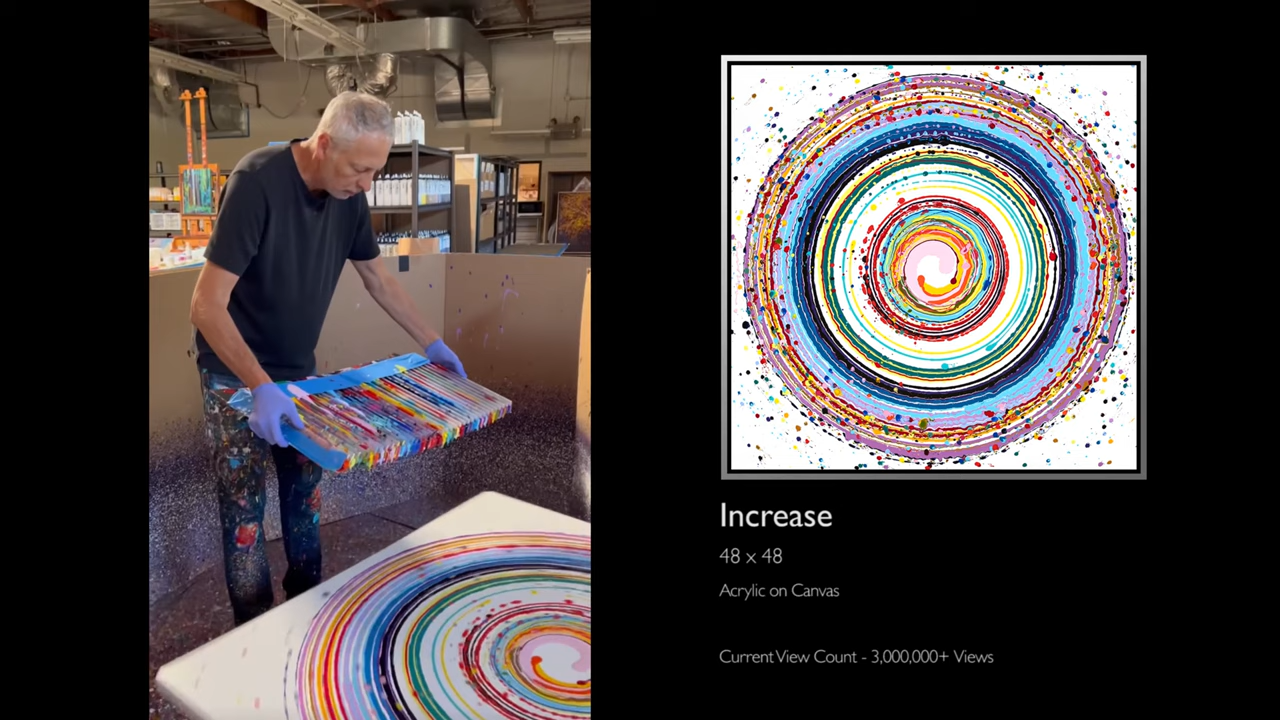 Increase
48 x 48
Acrylic on Canvas
Current View Count - 3,000,000+ Views